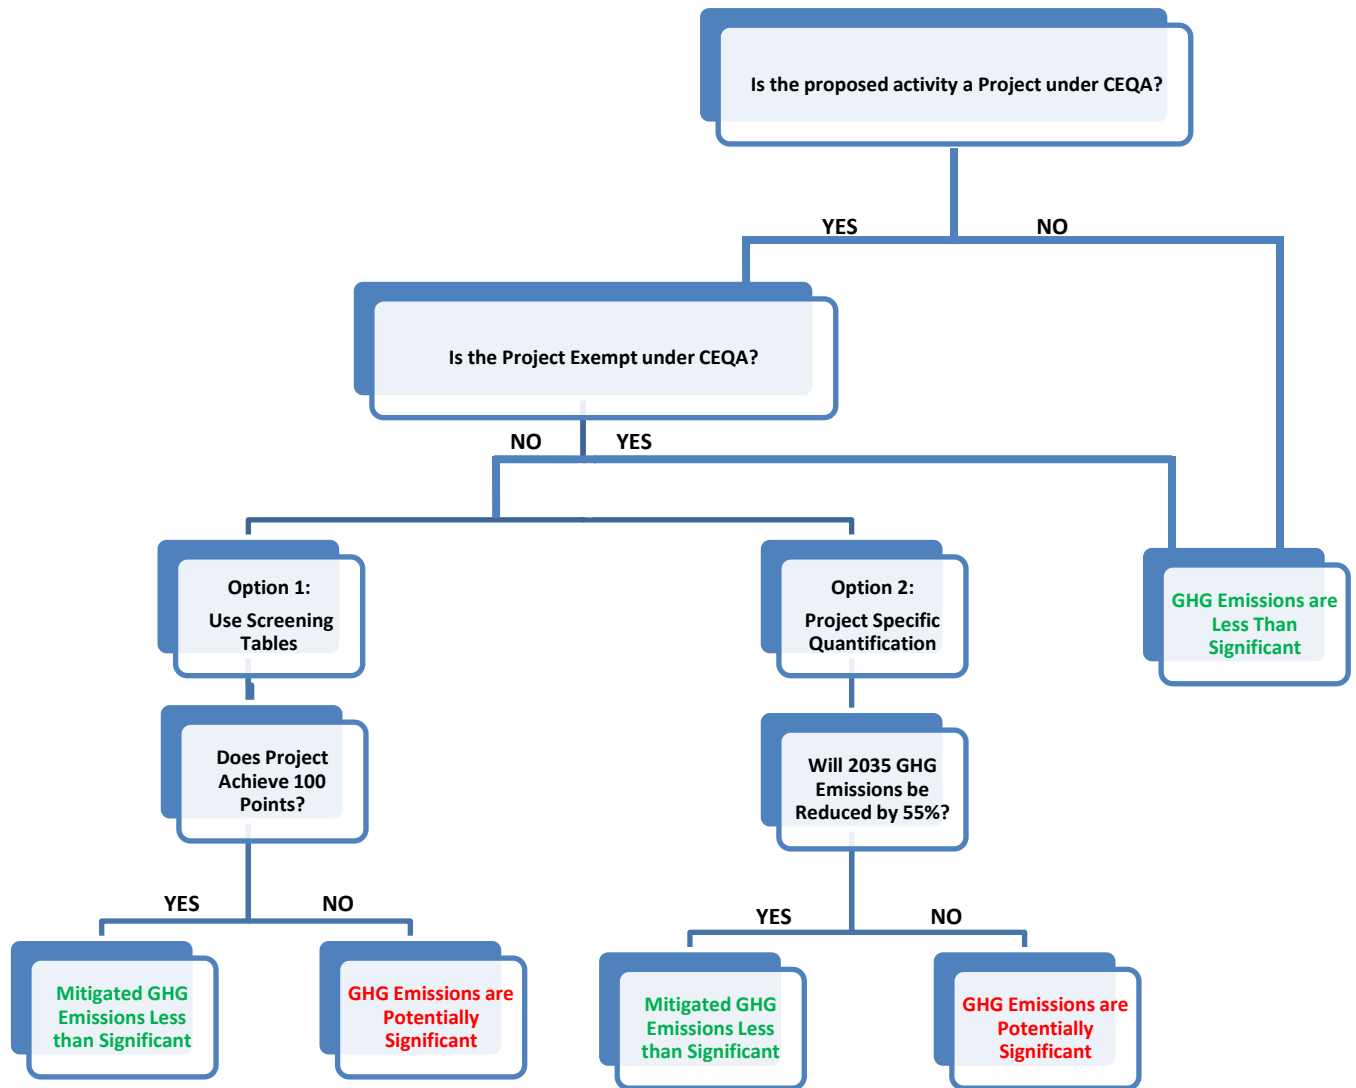 Is the proposed activity a Project under CEQA?
YES
NO
Is the Project Exempt under CEQA?
NO
YES
Option 1:
Use Screening
Tables
Option 2:
Project Specific
Quantification
GHG Emissions are
Less Than
Significant
Does Project
Achieve 100
Points?
Will 2035 GHG
Emissions be
Reduced by 55%?
YES
NO
YES
NO
Mitigated GHG
Emissions Less
than Significant
GHG Emissions are
Potentially
Significant
Mitigated GHG
Emissions Less
than Significant
GHG Emissions are
Potentially
Significant